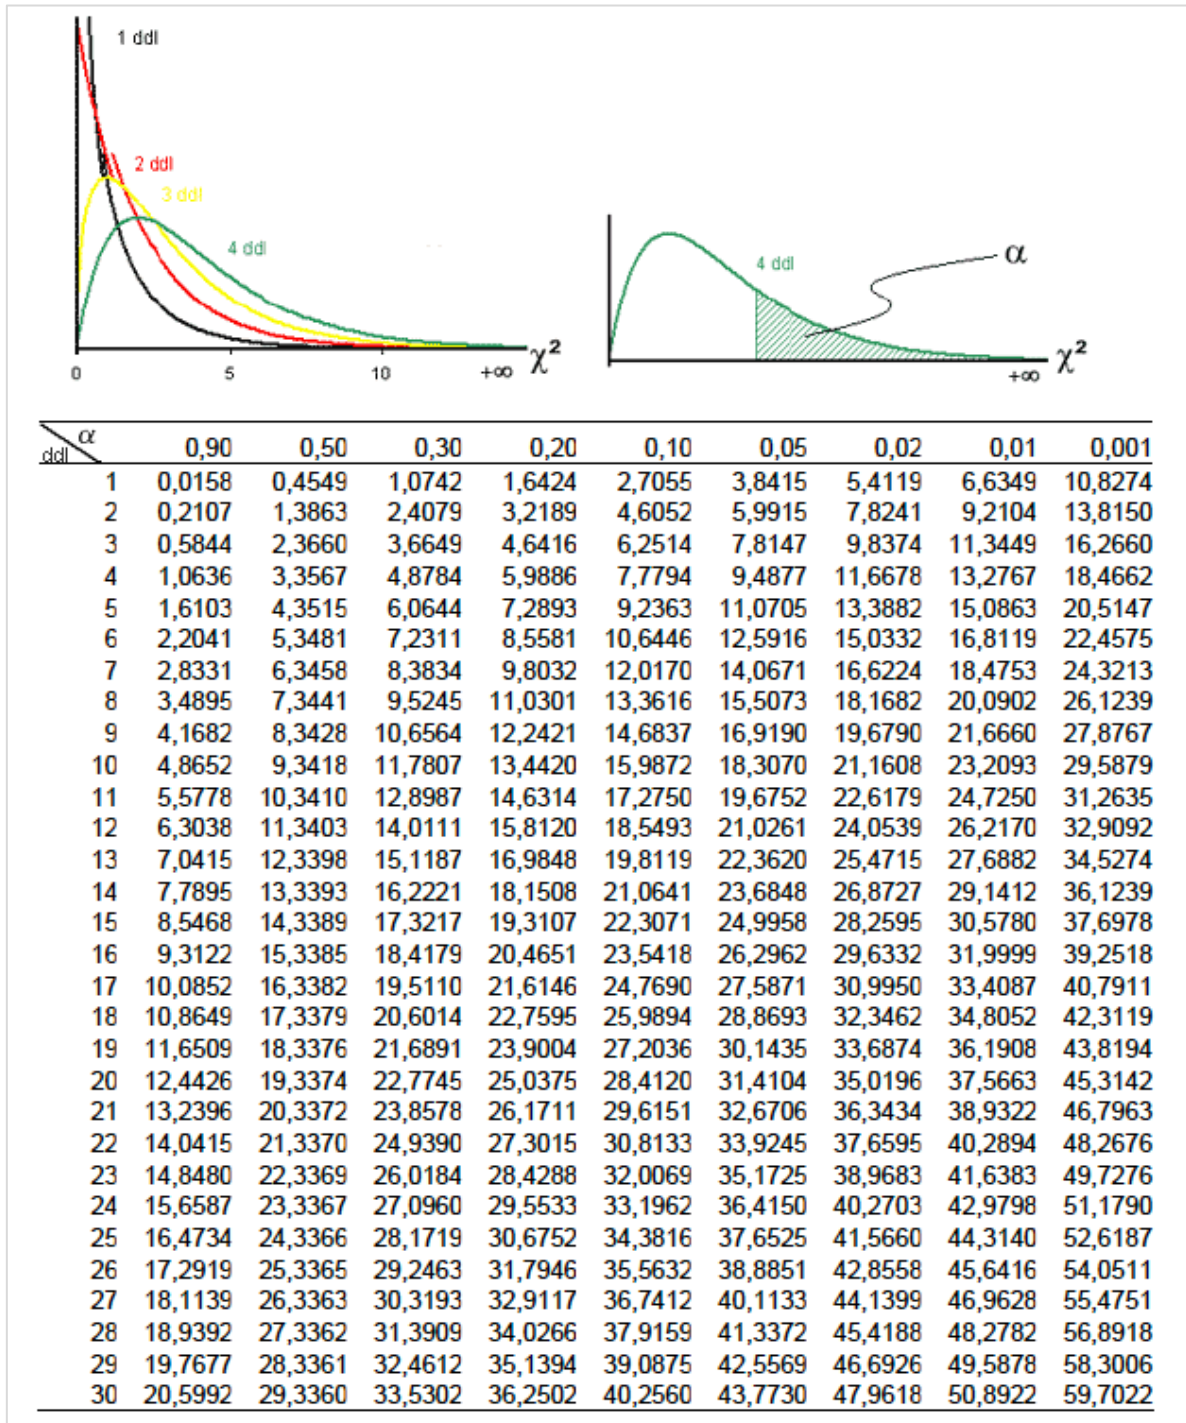 1 ddl
2 ddl
3 ddl
4 ddl
0 5 10 +∞ χ²
4 ddl
α
+∞ χ²
ddl α 0,90 0,50 0,30 0,20 0,10 0,05 0,02 0,01 0,001
1 0,0158 0,4549 1,0742 1,6424 2,7055 3,8415 5,4119 6,6349 10,8274
2 0,2107 1,3863 2,4079 3,2189 4,6052 5,9915 7,8241 9,2104 13,8150
3 0,5844 2,3660 3,6649 4,6416 6,2514 7,8147 9,8374 11,3449 16,2660
4 1,0636 3,3567 4,8784 5,9886 7,7794 9,4877 11,6678 13,2767 18,4662
5 1,6103 4,3515 6,0644 7,2893 9,2363 11,0705 13,3882 15,0863 20,5147
6 2,2041 5,3481 7,2311 8,5581 10,6446 12,5916 15,0332 16,8119 22,4575
7 2,8331 6,3458 8,3834 9,8032 12,0170 14,0671 16,6224 18,4753 24,3213
8 3,4895 7,3441 9,5245 11,0301 13,3616 15,5073 18,1682 20,0902 26,1239
9 4,1682 8,3428 10,6564 12,2421 14,6837 16,9190 19,6790 21,6660 27,8767
10 4,8652 9,3418 11,7807 13,4420 15,9872 18,3070 21,1608 23,2093 29,5879
11 5,5778 10,3410 12,8987 14,6314 17,2750 19,6752 22,6179 24,7250 31,2635
12 6,3038 11,3403 14,0111 15,8120 18,5493 21,0261 24,0539 26,2170 32,9092
13 7,0415 12,3398 15,1187 16,9848 19,8119 22,3620 25,4715 27,6882 34,5274
14 7,7895 13,3393 16,2221 18,1508 21,0641 23,6848 26,8727 29,1412 36,1239
15 8,5468 14,3389 17,3217 19,3107 22,3071 24,9958 28,2595 30,5780 37,6978
16 9,3122 15,3385 18,4179 20,4651 23,5418 26,2962 29,6332 31,9999 39,2518
17 10,0852 16,3382 19,5110 21,6146 24,7690 27,5871 30,9950 33,4087 40,7911
18 10,8649 17,3379 20,6014 22,7595 25,9894 28,8693 32,3462 34,8052 42,3119
19 11,6509 18,3376 21,6891 23,9004 27,2036 30,1435 33,6874 36,1908 43,8194
20 12,4426 19,3374 22,7745 25,0375 28,4120 31,4104 35,0196 37,5663 45,3142
21 13,2396 20,3372 23,8578 26,1711 29,6151 32,6706 36,3434 38,9322 46,7963
22 14,0415 21,3370 24,9390 27,3015 30,8133 33,9245 37,6595 40,2894 48,2676
23 14,8480 22,3369 26,0184 28,4288 32,0069 35,1725 38,9683 41,6383 49,7276
24 15,6587 23,3367 27,0960 29,5533 33,1962 36,4150 40,2703 42,9798 51,1790
25 16,4734 24,3366 28,1719 30,6752 34,3816 37,6525 41,5660 44,3140 52,6187
26 17,2919 25,3365 29,2463 31,7946 35,5632 38,8851 42,8558 45,6416 54,0511
27 18,1139 26,3363 30,3193 32,9117 36,7412 40,1133 44,1399 46,9628 55,4751
28 18,9392 27,3362 31,3909 34,0266 37,9159 41,3372 45,4188 48,2782 56,8918
29 19,7677 28,3361 32,4612 35,1394 39,0875 42,5569 46,6926 49,5878 58,3006
30 20,5992 29,3360 33,5302 36,2502 40,2560 43,7730 47,9618 50,8922 59,7022